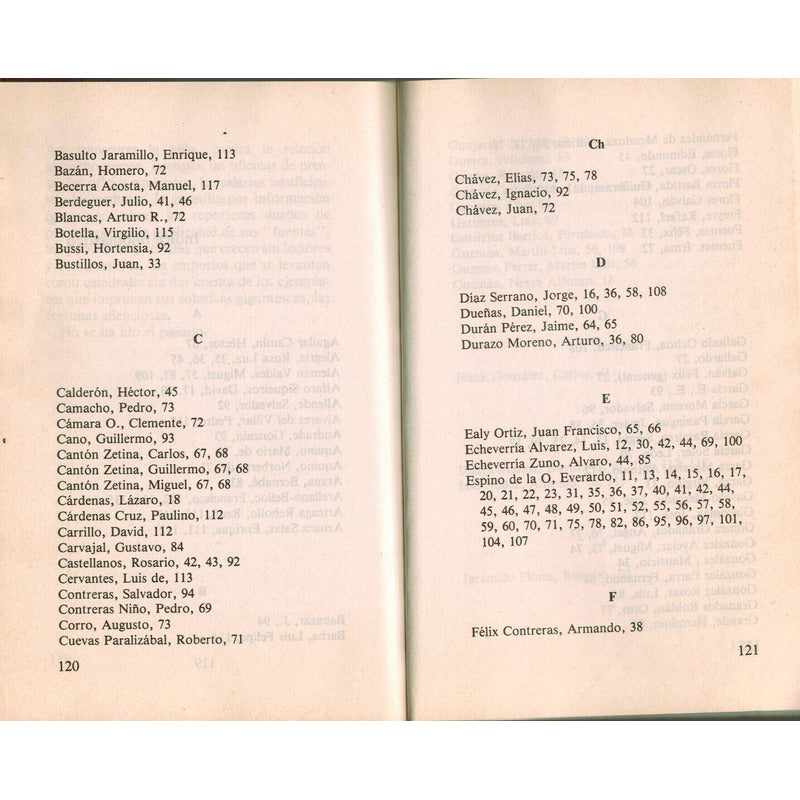 Basulto Jaramillo, Enrique, 113
Bazán, Homero, 72
Becerra Acosta, Manuel, 117
Berdeguer, Julio, 41, 46
Blancas, Arturo R., 72
Botella, Virgilio, 115
Bussi, Hortensia, 92
Bustillos, Juan, 33
C
Calderón, Héctor, 45
Camacho, Pedro, 73
Cámara O., Clemente, 72
Cano, Guillermo, 93
Cantón Zetina, Carlos, 67, 68
Cantón Zetina, Guillermo, 67, 68
Cantón Zetina, Miguel, 67, 68
Cárdenas, Lázaro, 18
Cárdenas Cruz, Paulino, 112
Carrillo, David, 112
Carvajal, Gustavo, 84
Castellanos, Rosario, 42, 43, 92
Cervantes, Luis de, 113
Contreras, Salvador, 94
Contreras Niño, Pedro, 69
Corro, Augusto, 73
Cuevas Paralizábal, Roberto, 71
120
Ch
Chávez, Elías, 73, 75, 78
Chávez, Ignacio, 92
Chávez, Juan, 72
D
Díaz Serrano, Jorge, 16, 36, 58, 108
Dueñas, Daniel, 70, 100
Durán Pérez, Jaime, 64, 65
Durazo Moreno, Arturo, 36, 80
E
Ealy Ortiz, Juan Francisco, 65, 66
Echeverría Alvarez, Luis, 12, 30, 42, 44, 69, 100
Echeverría Zuno, Alvaro, 44, 85
Espino de la O, Everardo, 11, 13, 14, 15, 16, 17,
20, 21, 22, 23, 31, 35, 36, 37, 40, 41, 42, 44,
45, 46, 47, 48, 49, 50, 51, 52, 55, 56, 57, 58,
59, 60, 70, 71, 75, 78, 82, 86, 95, 96, 97, 101,
104, 107
F
Félix Contreras, Armando, 38
121